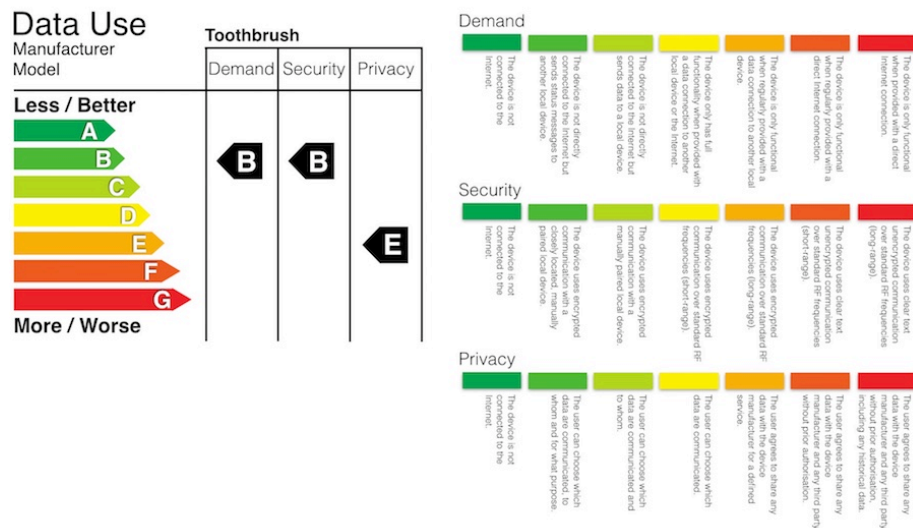 Data Use
Manufacturer
Model
Toothbrush
Demand Security Privacy
Less / Better
A
B B B
C
D
E E
F
G
More / Worse
Demand
The device is not
connected to the
Internet.
The device is not directly
connected to the Internet but
sends status messages to
another local device.
The device is not directly
connected to the Internet but
sends data to a local device.
The device only has full
functionality when provided with
a data connection to another
local device or the Internet.
The device is only functional
when regularly provided with a
data connection to another local
device.
The device is only functional
when regularly provided with a
direct Internet connection.
The device is only functional
when provided with a direct
Internet connection.
Security
The device is not
connected to the
Internet.
The device uses encrypted
communication with a
closely located, manually
paired local device.
The device uses encrypted
communication with a
manually paired local device.
The device uses encrypted
communication over standard RF
frequencies (short-range).
The device uses encrypted
communication over standard RF
frequencies (long-range).
The device uses clear text
unencrypted communication
over standard RF frequencies
(short-range).
The device uses clear text
unencrypted communication
over standard RF frequencies
(long-range).
Privacy
The device is not
connected to the
Internet.
The user can choose which
data are communicated, to
whom and for what purpose.
The user can choose which
data are communicated and
to whom.
The user can choose which
data are communicated.
The user agrees to share any
data with the device
manufacturer for a defined
service.
The user agrees to share any
data with the device
manufacturer and any third party
without prior authorisation.
The user agrees to share any
data with the device
manufacturer and any third party
without prior authorisation,
including any historical data.